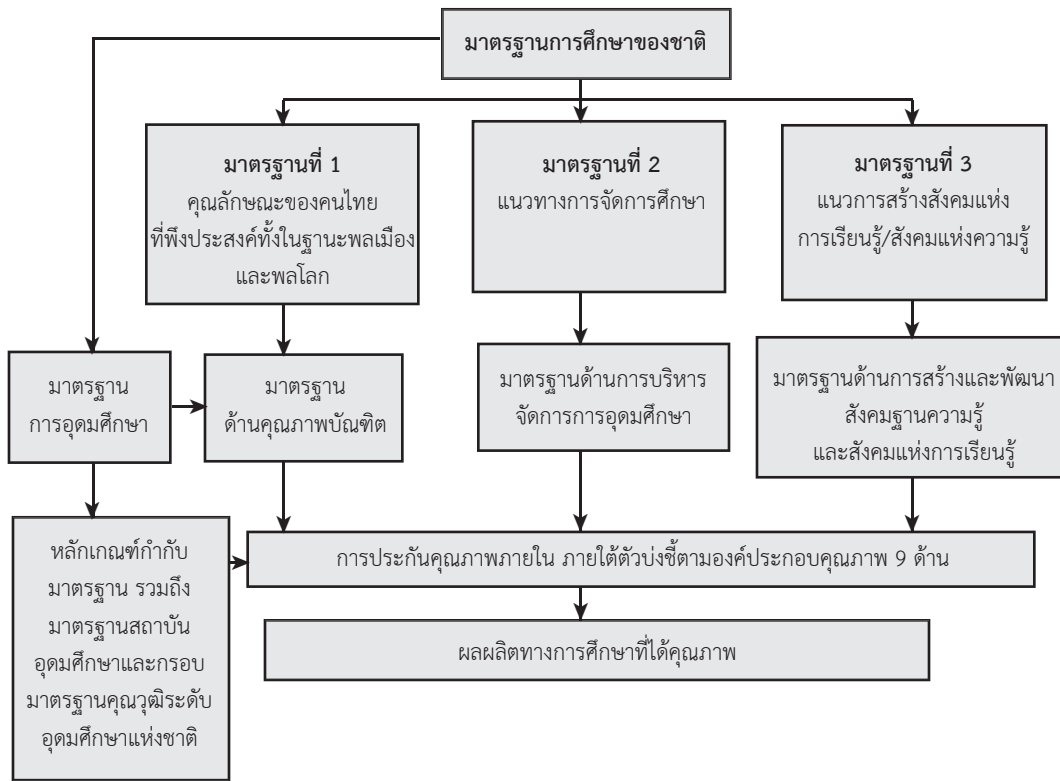 มาตรฐานการศึกษาของชาติ
มาตรฐานที่ 1
คุณลักษณะของคนไทย
ที่พึงประสงค์ทั้งในฐานะพลเมือง
และพลโลก
มาตรฐานที่ 2
แนวทางการจัดการศึกษา
มาตรฐานที่ 3
แนวการสร้างสังคมแห่ง
การเรียนรู้/สังคมแห่งความรู้
มาตรฐาน
การอุดมศึกษา
มาตรฐาน
ด้านคุณภาพบัณฑิต
มาตรฐานด้านการบริหาร
จัดการการอุดมศึกษา
มาตรฐานด้านการสร้างและพัฒนา
สังคมฐานความรู้
และสังคมแห่งการเรียนรู้
หลักเกณฑ์กำกับ
มาตรฐาน รวมถึง
มาตรฐานสถาบัน
อุดมศึกษาและกรอบ
มาตรฐานคุณวุฒิระดับ
อุดมศึกษาแห่งชาติ
การประกันคุณภาพภายใน ภายใต้ตัวบ่งชี้ตามองค์ประกอบคุณภาพ 9 ด้าน
ผลผลิตทางการศึกษาที่ได้คุณภาพ